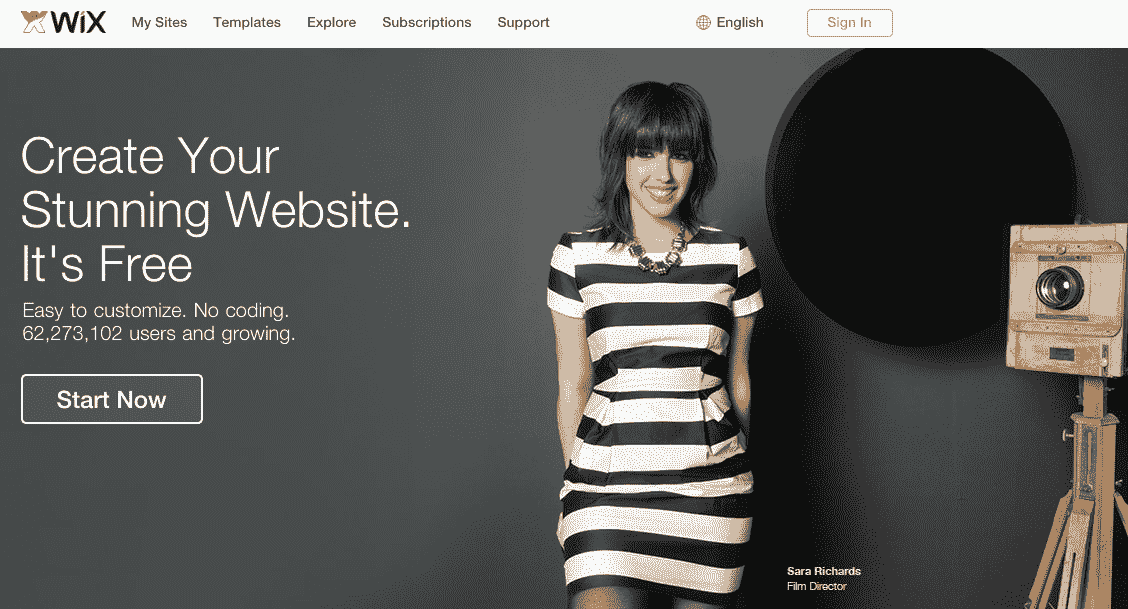 WiX
My Sites
Templates
Explore
Subscriptions
Support
English
Sign In
Create Your
Stunning Website.
It's Free
Easy to customize. No coding.
62,273,102 users and growing.
Start Now
Sara Richards
Film Director